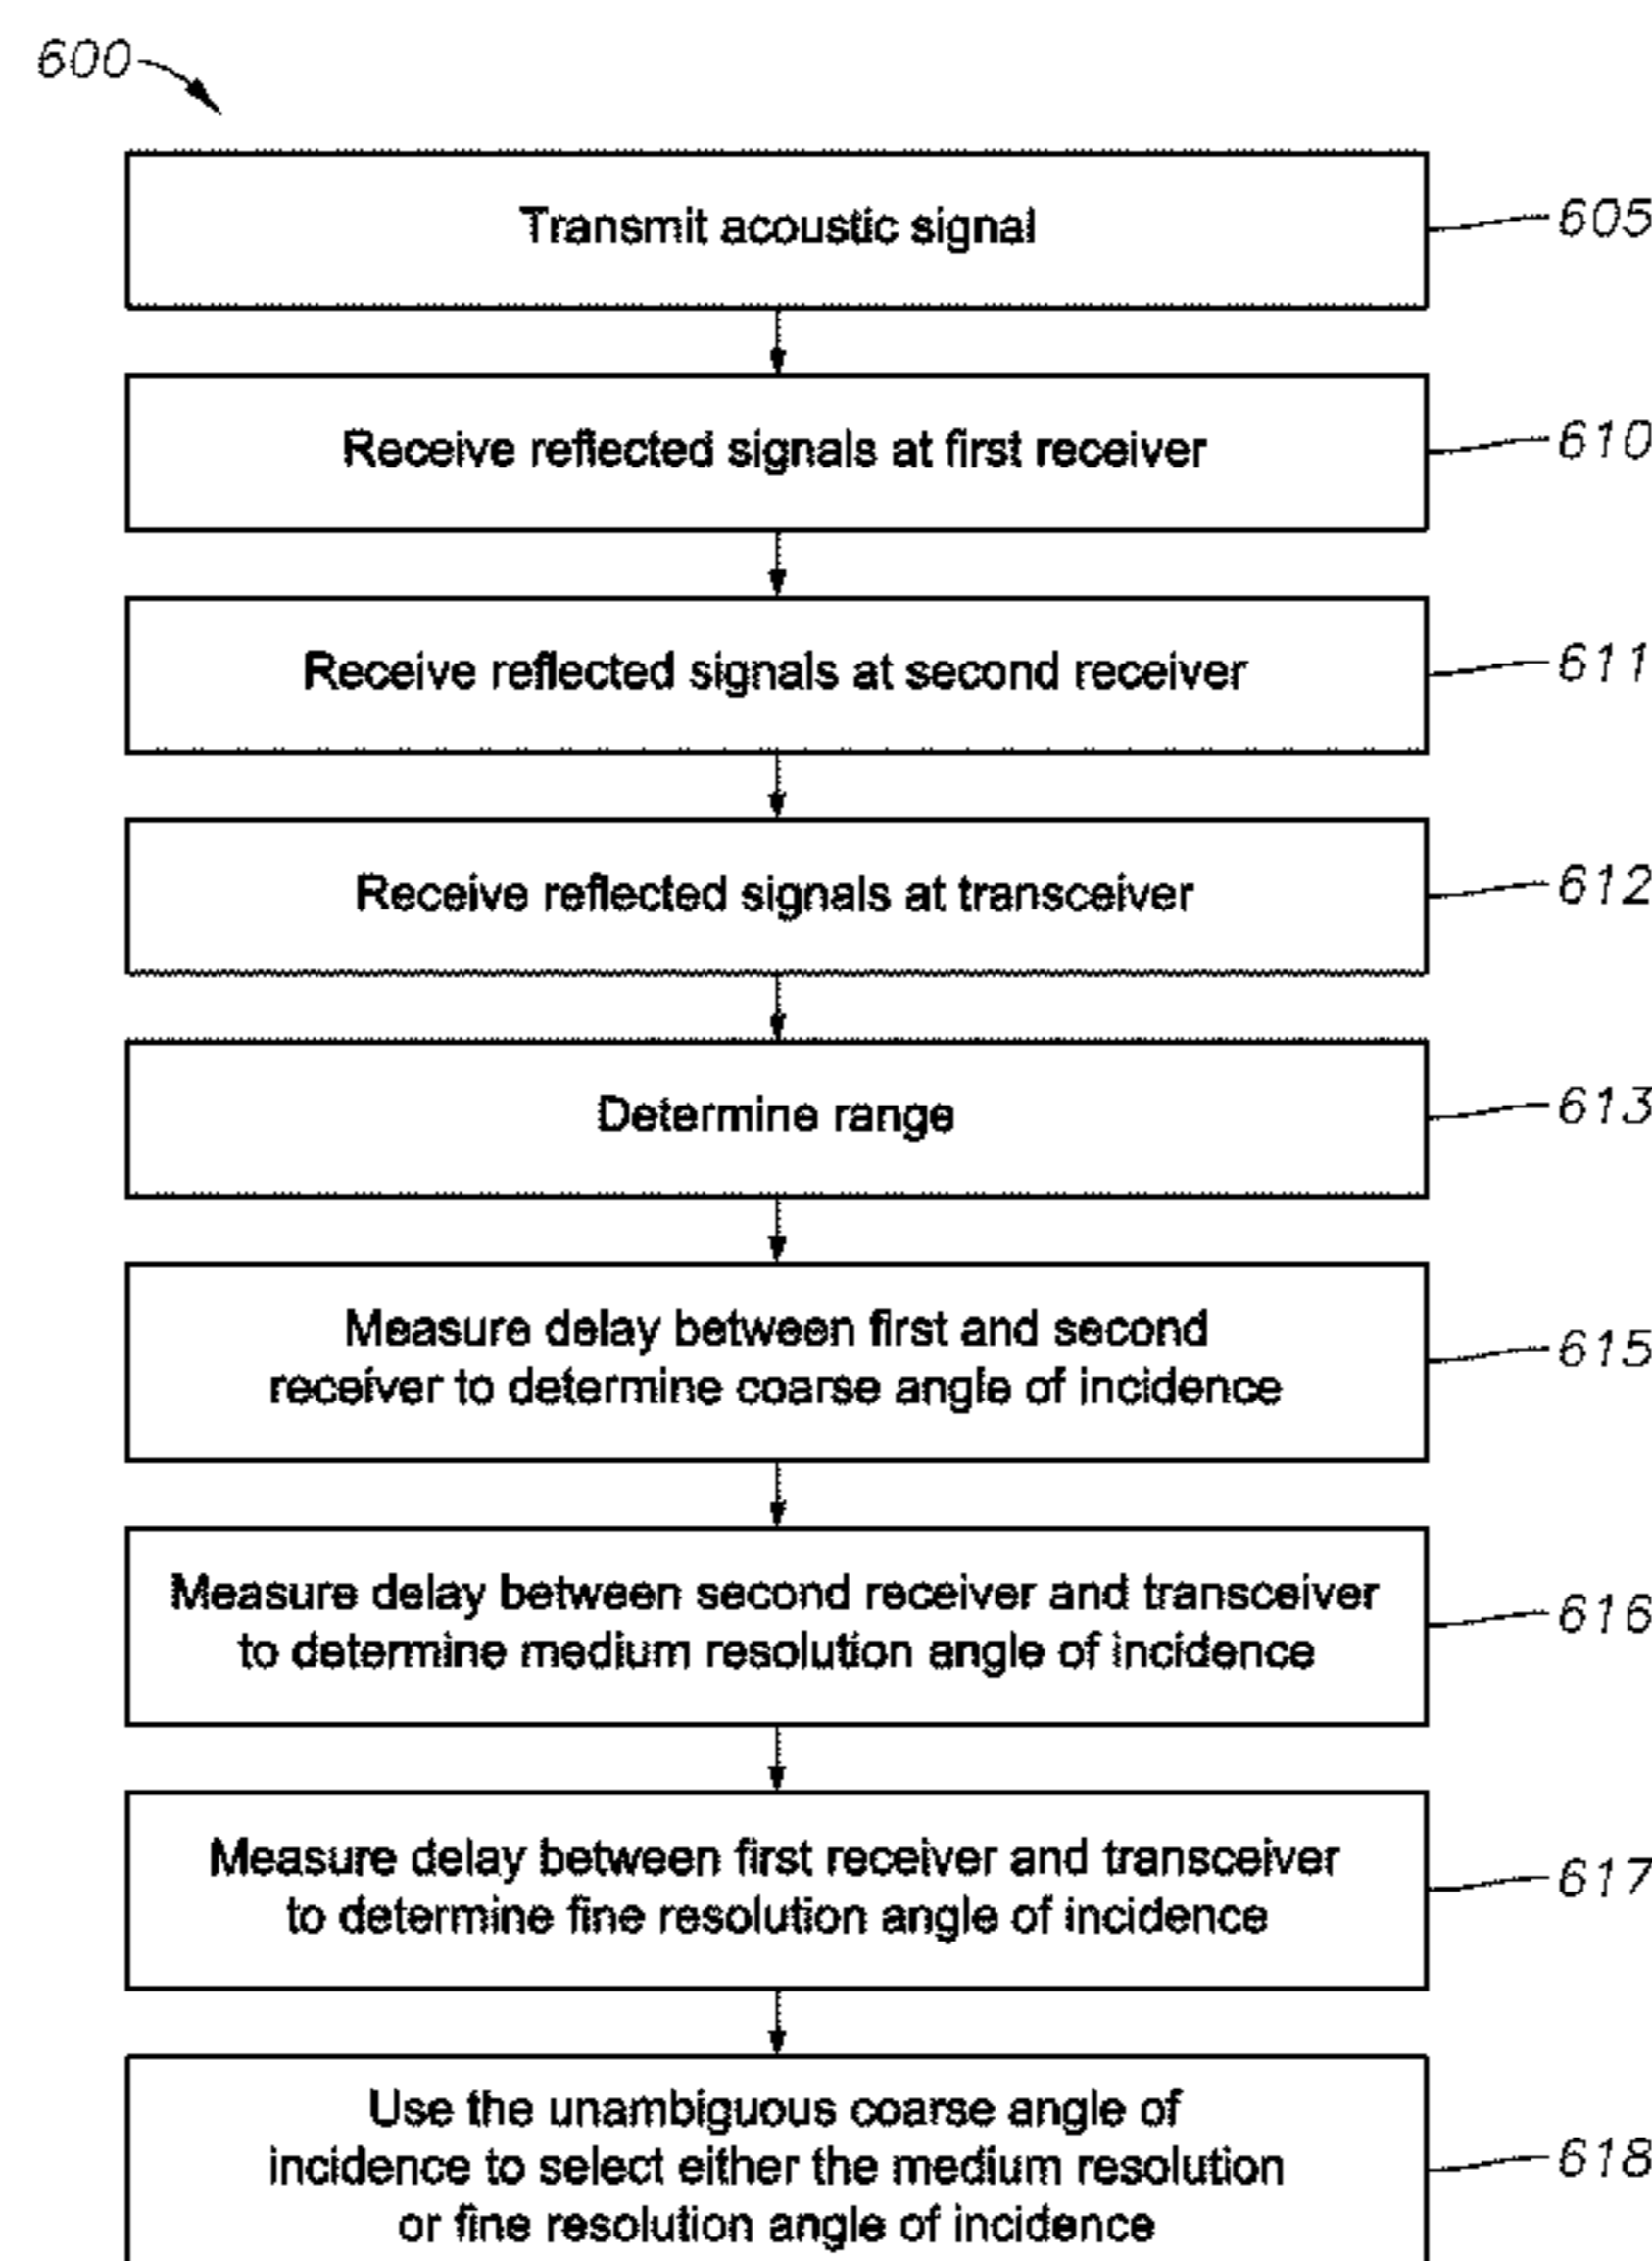 600
Transmit acoustic signal
605
Receive reflected signals at first receiver
610
Receive reflected signals at second receiver
611
Receive reflected signals at transceiver
612
Determine range
613
Measure delay between first and second
receiver to determine coarse angle of incidence
615
Measure delay between second receiver and transceiver
to determine medium resolution angle of incidence
616
Measure delay between first receiver and transceiver
to determine fine resolution angle of incidence
617
Use the unambiguous coarse angle of
incidence to select either the medium resolution
or fine resolution angle of incidence
618